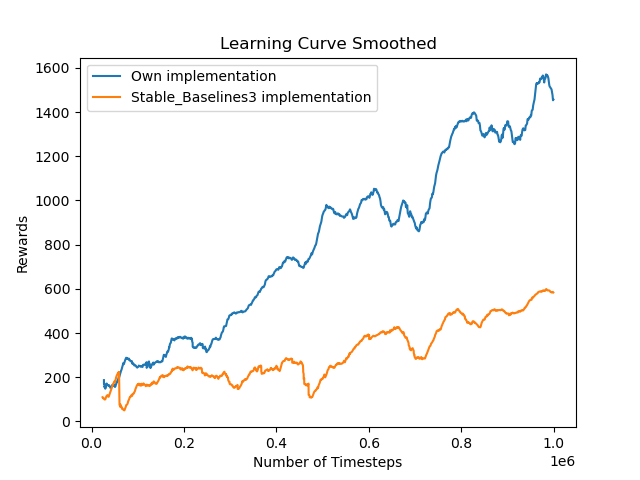 Learning Curve Smoothed
Own implementation
Stable_Baselines3 implementation
Rewards
1600
1400
1200
1000
800
600
400
200
0
0.0 0.2 0.4 0.6 0.8 1.0
1e6
Number of Timesteps